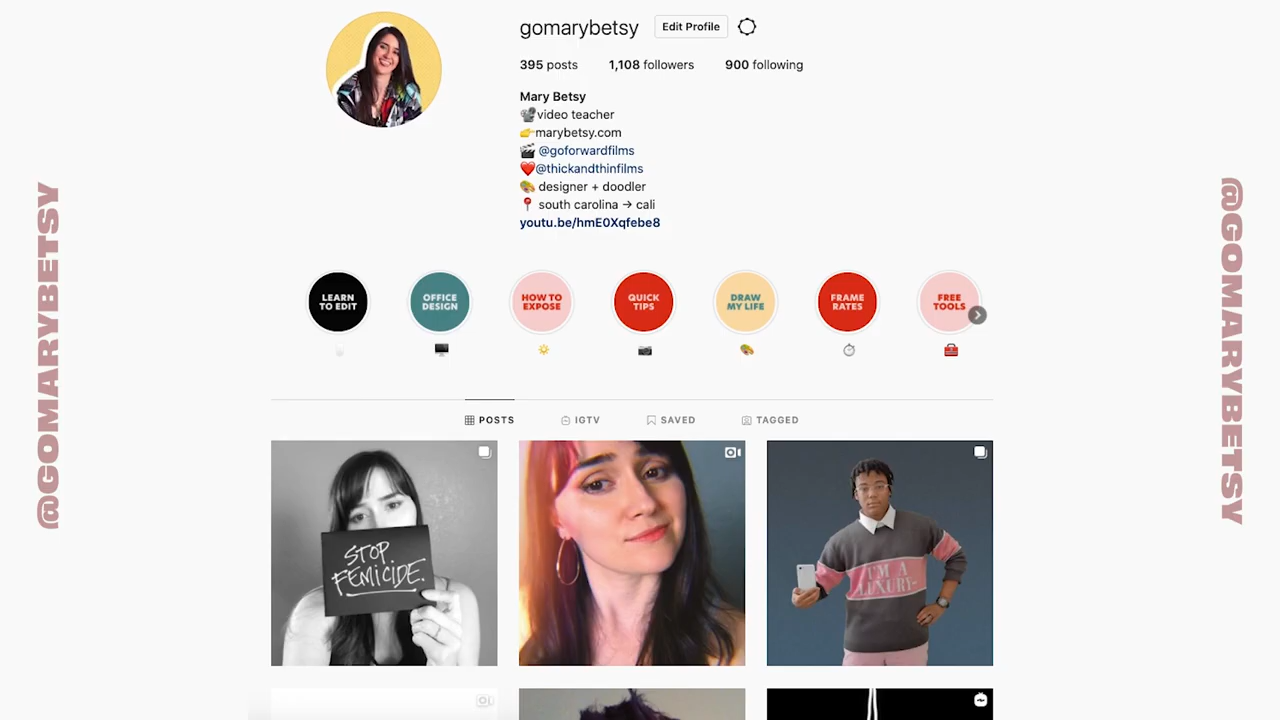 gomarybetsy Edit Profile
395 posts 1,108 followers 900 following
Mary Betsy
video teacher
marybetsy.com
@goforwardfilms
@thickandthinfilms
designer + doodler
south carolina → cali
youtu.be/hmE0Xqfebe8
@GOMARYBETSY
@GOMARYBETSY
LEARN
TO EDIT
OFFICE
DESIGN
HOW TO
EXPOSE
QUICK
TIPS
DRAW
MY LIFE
FRAME
RATES
FREE
TOOLS
POSTS IGTV SAVED TAGGED
STOP
FEMICIDE.
I'M A
LUXURY-